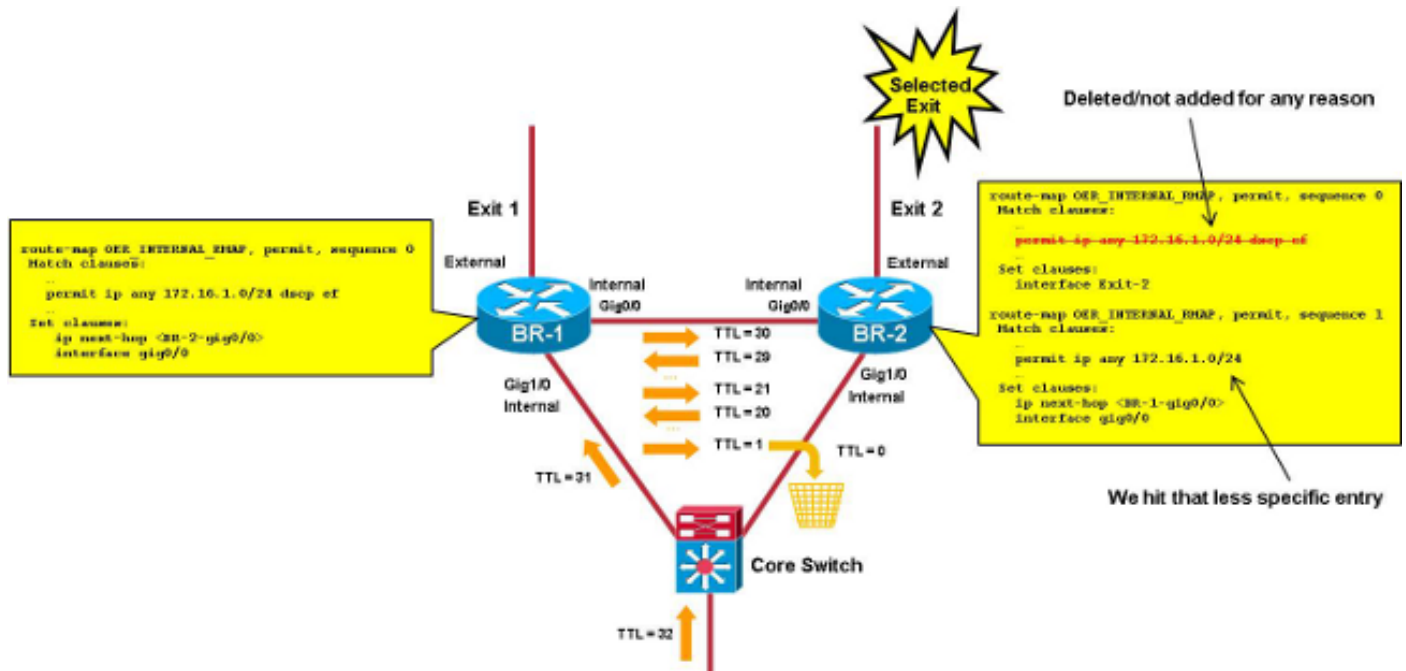 Selected
Exit
Deleted/not added for any reason
Exit 1
Exit 2
route-map OER_INTERNAL_RMAP, permit, sequence 0
Match clauses:
…
permit ip any 172.16.1.0/24 dscp ef
…
Set clauses:
ip next-hop <BR-2-gig0/0>
interface gig0/0
External
Internal
Gig0/0
BR-1
Internal
Gig0/0
External
BR-2
route-map OER_INTERNAL_RMAP, permit, sequence 0
Match clauses:
…
permit ip any 172.16.1.0/24 dscp ef
…
Set clauses:
interface Exit-2
route-map OER_INTERNAL_RMAP, permit, sequence 1
Match clauses:
…
permit ip any 172.16.1.0/24
…
Set clauses:
ip next-hop <BR-1-gig0/0>
interface gig0/0
TTL = 30
TTL = 29
...
TTL = 21
TTL = 20
...
TTL = 1
TTL = 0
Gig1/0
Internal
Gig1/0
Internal
TTL = 31
We hit that less specific entry
Core Switch
TTL = 32